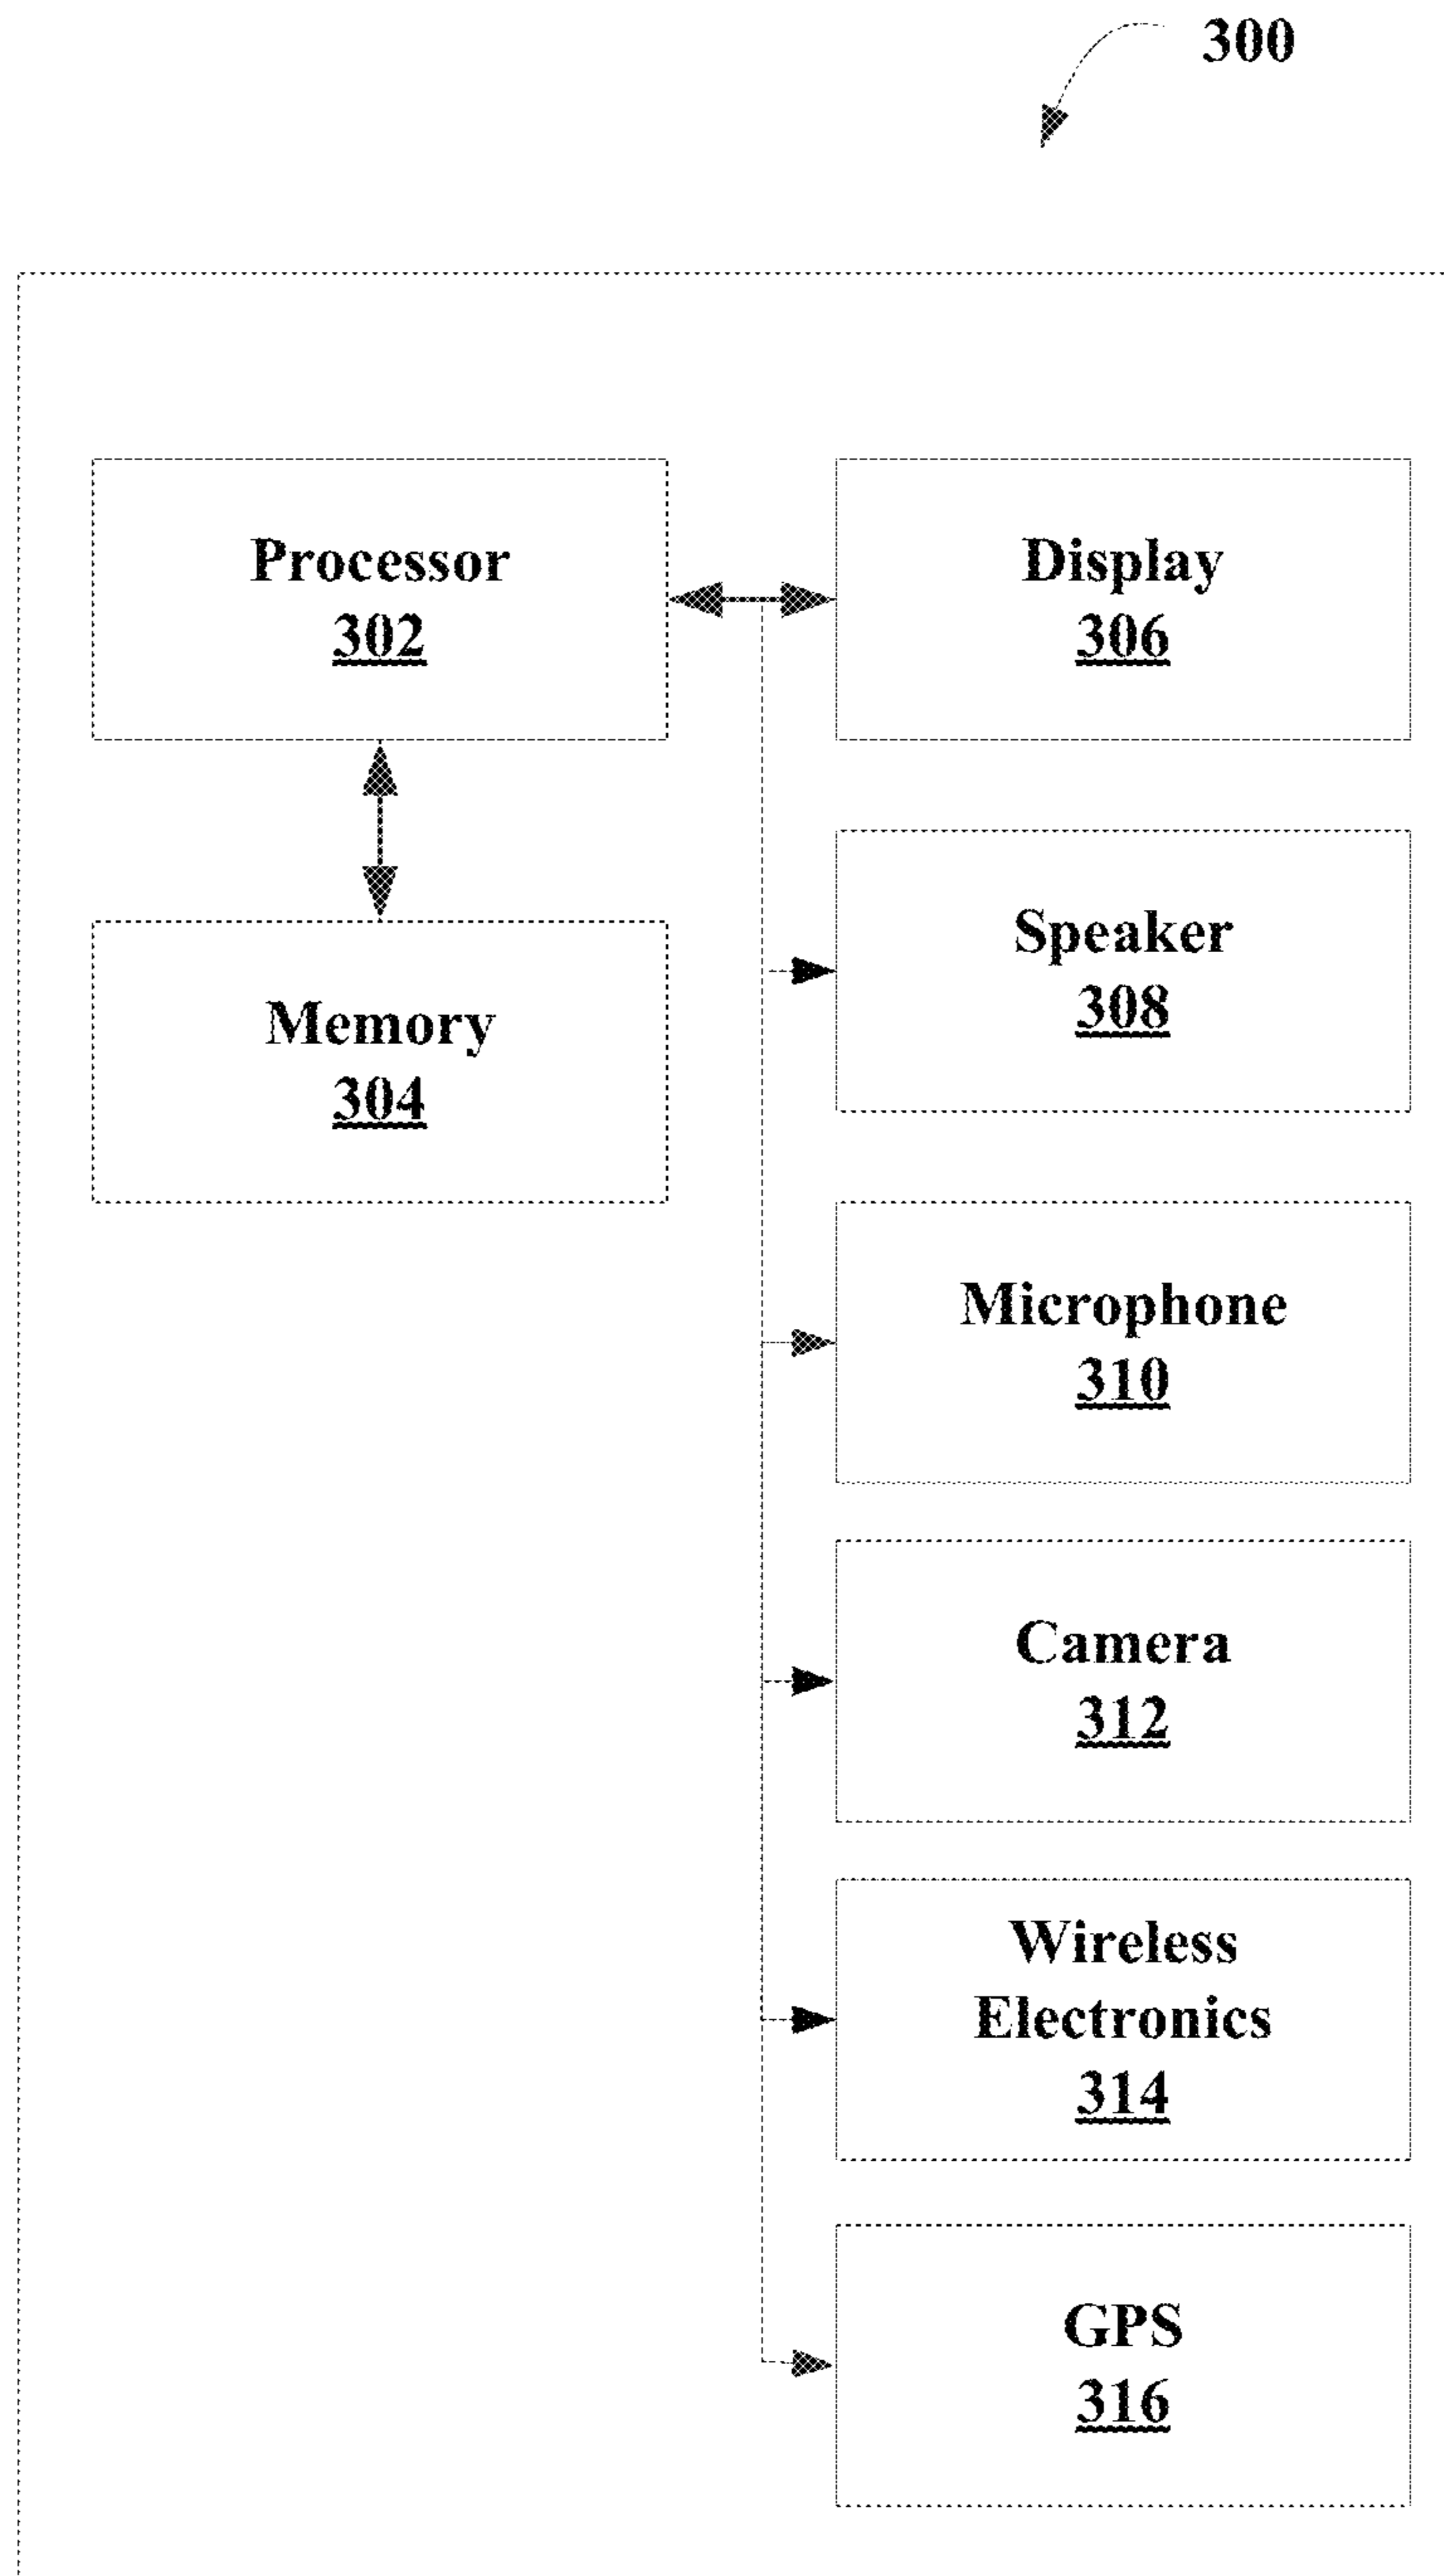 300
Processor
302
Display
306
Memory
304
Speaker
308
Microphone
310
Camera
312
Wireless
Electronics
314
GPS
316